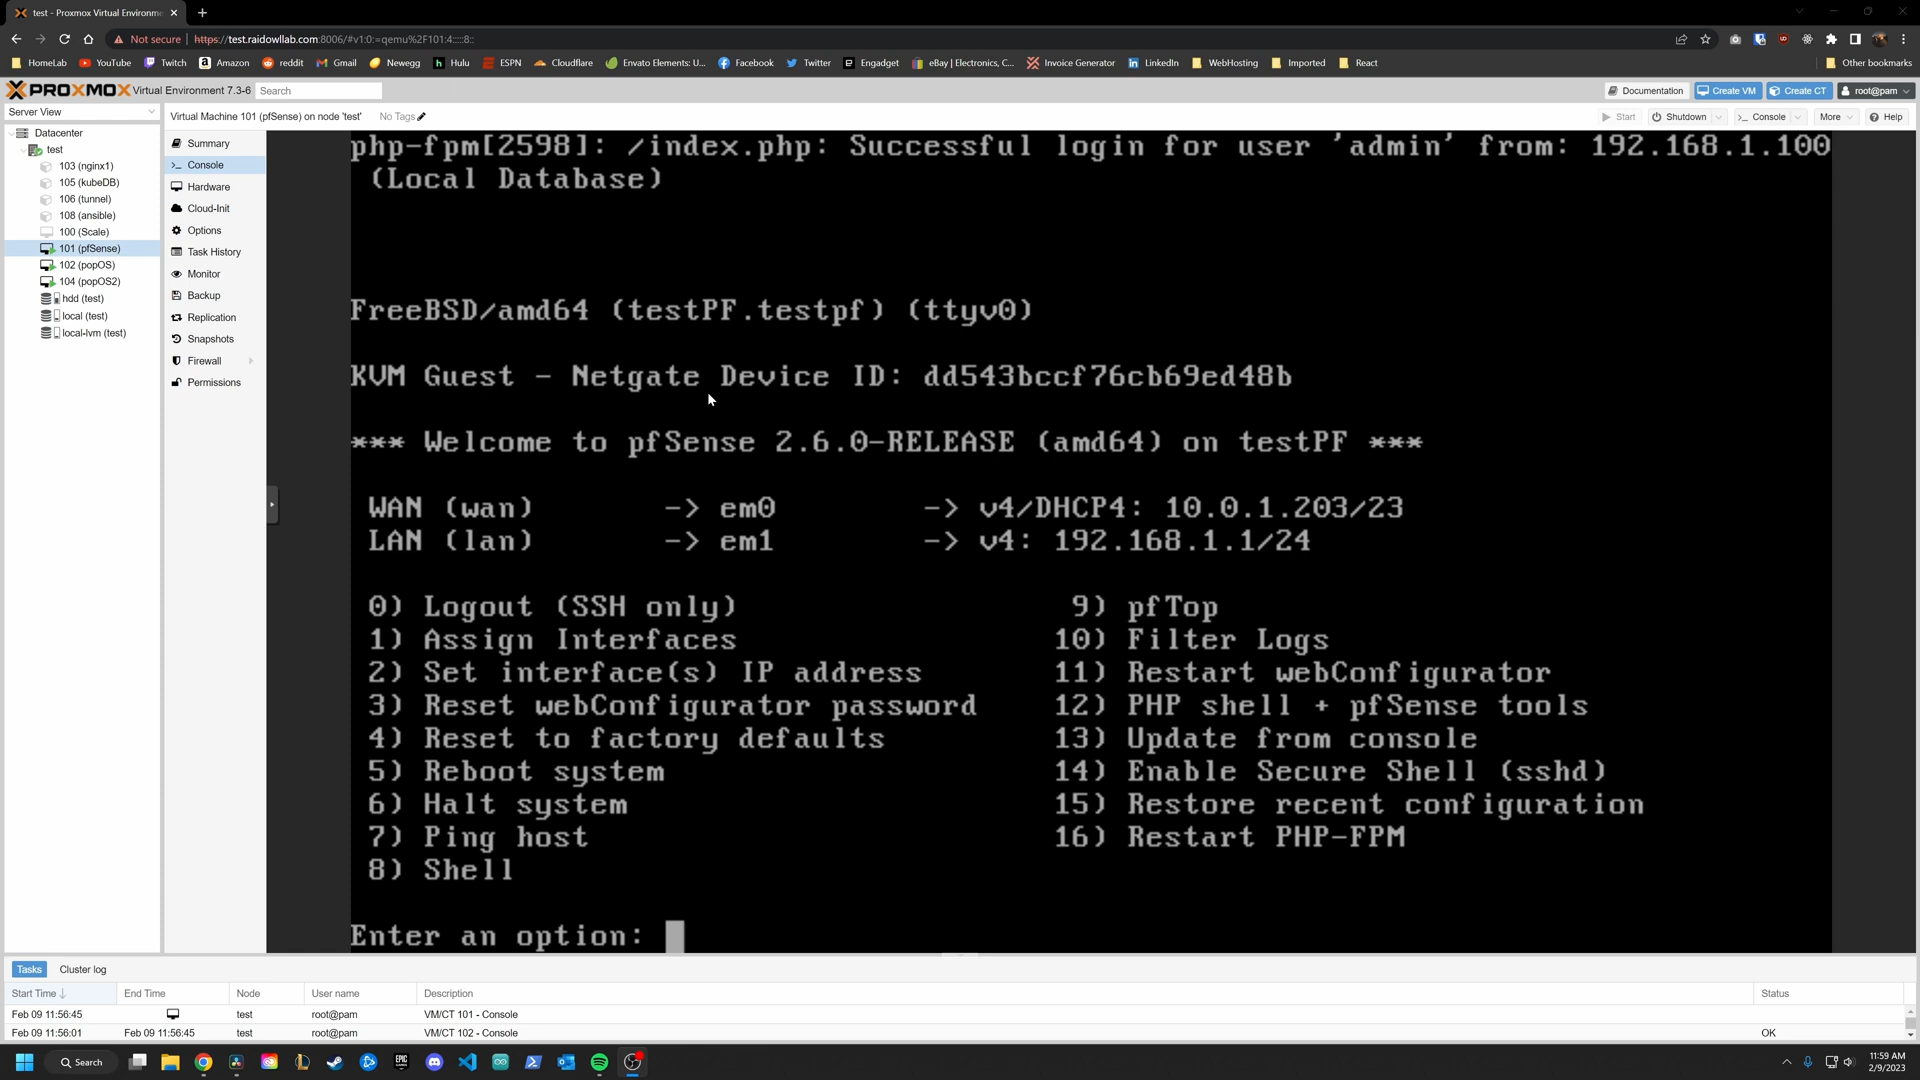 test - Proxmox Virtual Environme
Not secure https://test.raidowllab.com:8006/#v1:0:=qemu%2F101:4:::::8::
HomeLab YouTube Twitch Amazon reddit Gmail Newegg Hulu ESPN Cloudflare Envato Elements: U... Facebook Twitter Engadget eBay | Electronics, C... Invoice Generator LinkedIn WebHosting Imported React Other bookmarks
PROXMOX Virtual Environment 7.3-6 Search Documentation Create VM Create CT root@pam
Server View
Virtual Machine 101 (pfSense) on node 'test' No Tags Start Shutdown Console More Help
Datacenter
test
103 (nginx1)
105 (kubeDB)
106 (tunnel)
108 (ansible)
100 (Scale)
101 (pfSense)
102 (popOS)
104 (popOS2)
hdd (test)
local (test)
local-lvm (test)
Summary
Console
Hardware
Cloud-Init
Options
Task History
Monitor
Backup
Replication
Snapshots
Firewall
Permissions
php-fpm[2598]: /index.php: Successful login for user 'admin' from: 192.168.1.100
(Local Database)
FreeBSD/amd64 (testPF.testpf) (ttyv0)
KVM Guest - Netgate Device ID: dd543bccf76cb69ed48b
*** Welcome to pfSense 2.6.0-RELEASE (amd64) on testPF ***
WAN (wan) -> em0 -> v4/DHCP4: 10.0.1.203/23
LAN (lan) -> em1 -> v4: 192.168.1.1/24
0) Logout (SSH only) 9) pfTop
1) Assign Interfaces 10) Filter Logs
2) Set interface(s) IP address 11) Restart webConfigurator
3) Reset webConfigurator password 12) PHP shell + pfSense tools
4) Reset to factory defaults 13) Update from console
5) Reboot system 14) Enable Secure Shell (sshd)
6) Halt system 15) Restore recent configuration
7) Ping host 16) Restart PHP-FPM
8) Shell
Enter an option:
Tasks Cluster log
Start Time End Time Node User name Description Status
Feb 09 11:56:45 test root@pam VM/CT 101 - Console
Feb 09 11:56:01 Feb 09 11:56:45 test root@pam VM/CT 102 - Console OK
Search
11:59 AM
2/9/2023